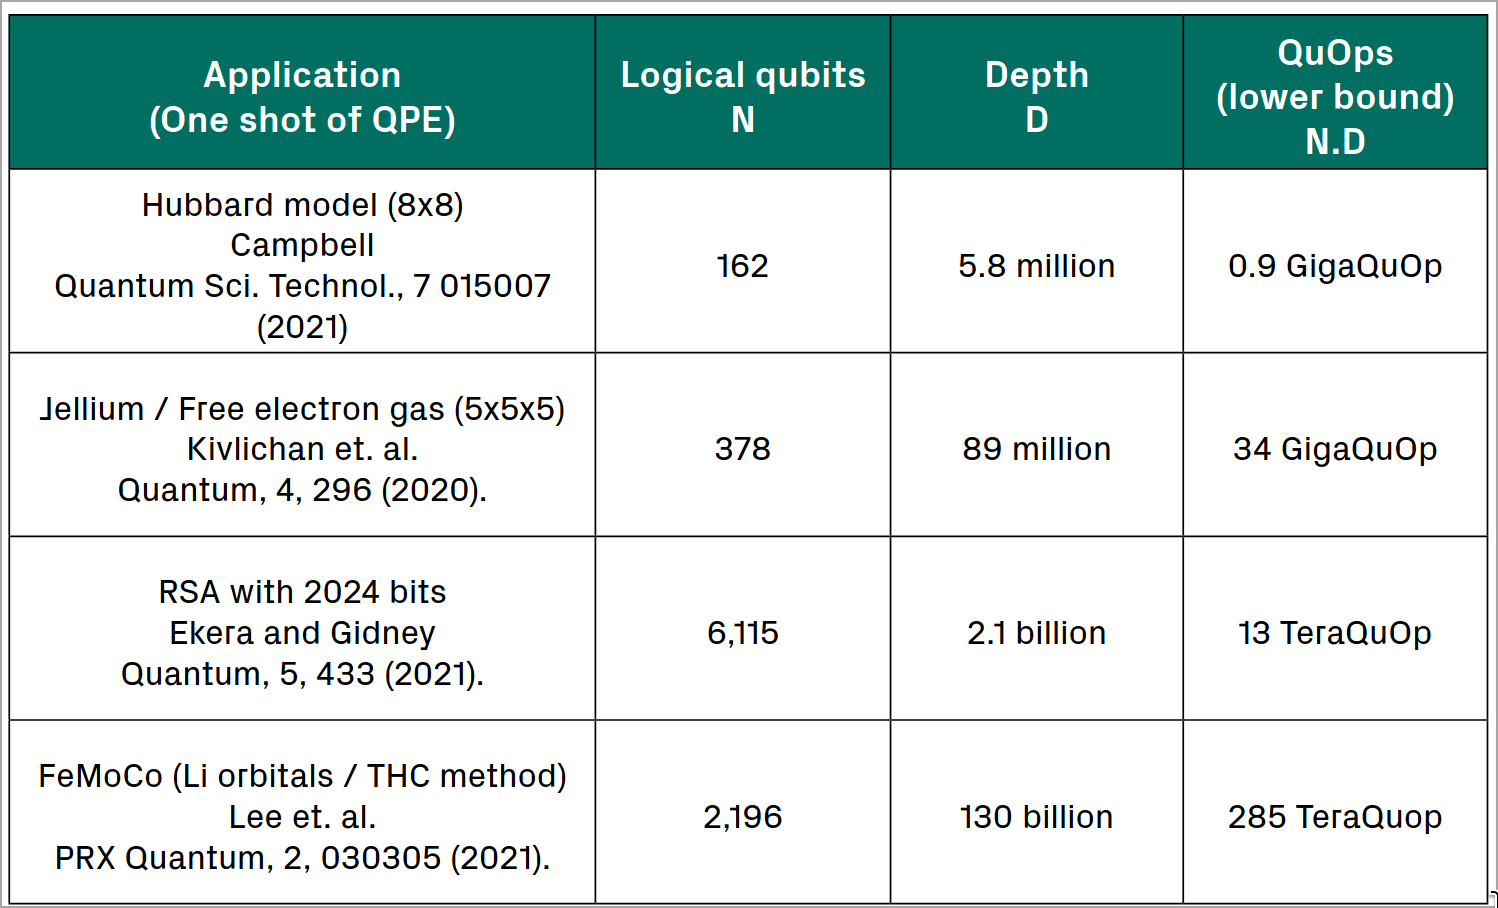 Application
(One shot of QPE)
Logical qubits
N
Depth
D
QuOps
(lower bound)
N.D
Hubbard model (8x8)
Campbell
Quantum Sci. Technol., 7 015007
(2021)
162
5.8 million
0.9 GigaQuOp
Jellium / Free electron gas (5x5x5)
Kivlichan et. al.
Quantum, 4, 296 (2020).
378
89 million
34 GigaQuOp
RSA with 2024 bits
Ekera and Gidney
Quantum, 5, 433 (2021).
6,115
2.1 billion
13 TeraQuOp
FeMoCo (Li orbitals / THC method)
Lee et. al.
PRX Quantum, 2, 030305 (2021).
2,196
130 billion
285 TeraQuop